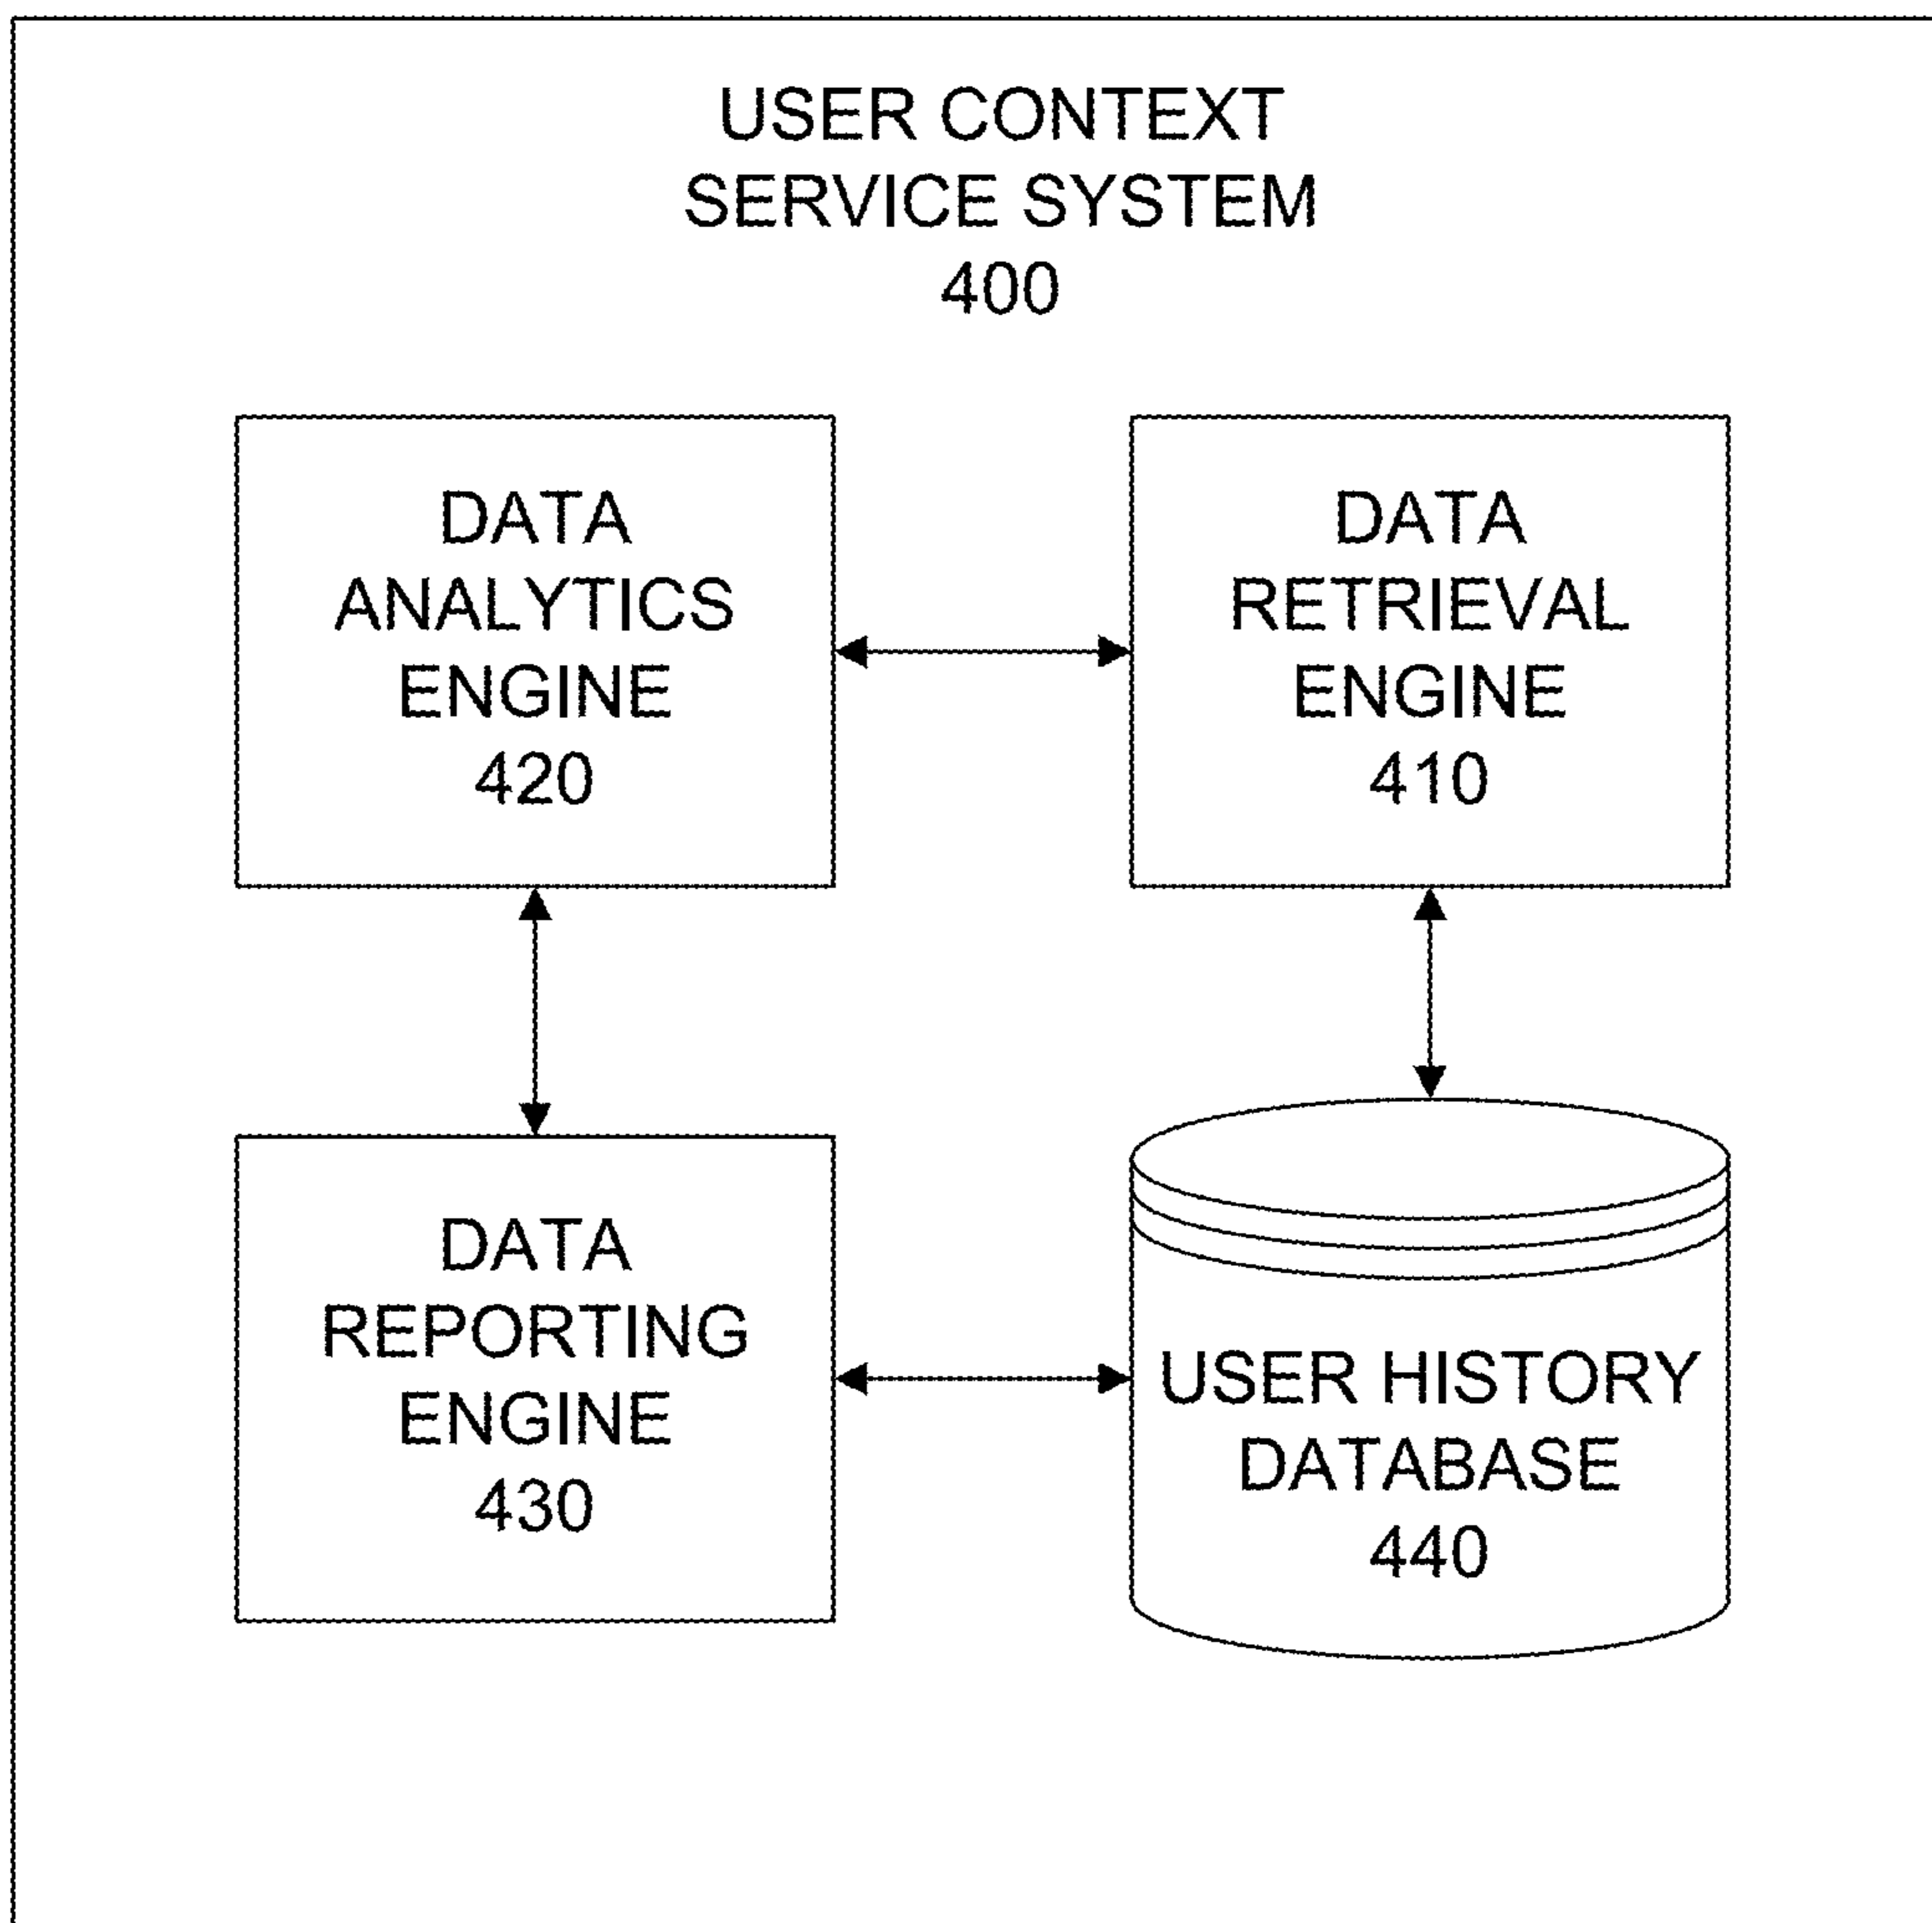 USER CONTEXT
SERVICE SYSTEM
400
DATA
ANALYTICS
ENGINE
420
DATA
RETRIEVAL
ENGINE
410
DATA
REPORTING
ENGINE
430
USER HISTORY
DATABASE
440